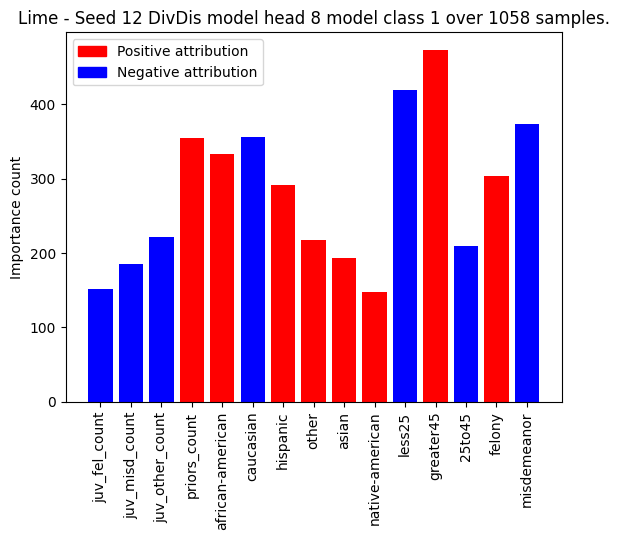 Lime - Seed 12 DivDis model head 8 model class 1 over 1058 samples.
Positive attribution
Negative attribution
Importance count
400
300
200
100
0
juv_fel_count
juv_misd_count
juv_other_count
priors_count
african-american
caucasian
hispanic
other
asian
native-american
less25
greater45
25to45
felony
misdemeanor